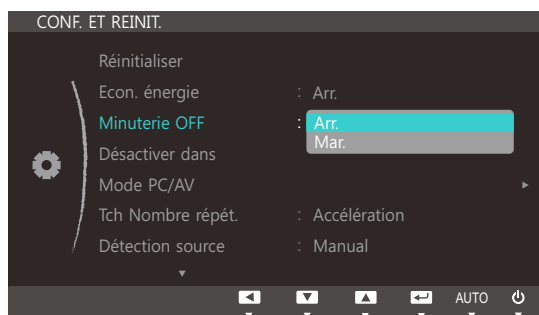 CONF. ET REINIT.
Réinitialiser
Econ. énergie : Arr.
Minuterie OFF : Arr.
Mar.
Désactiver dans
Mode PC/AV
Tch Nombre répét. : Accélération
Détection source : Manual
AUTO